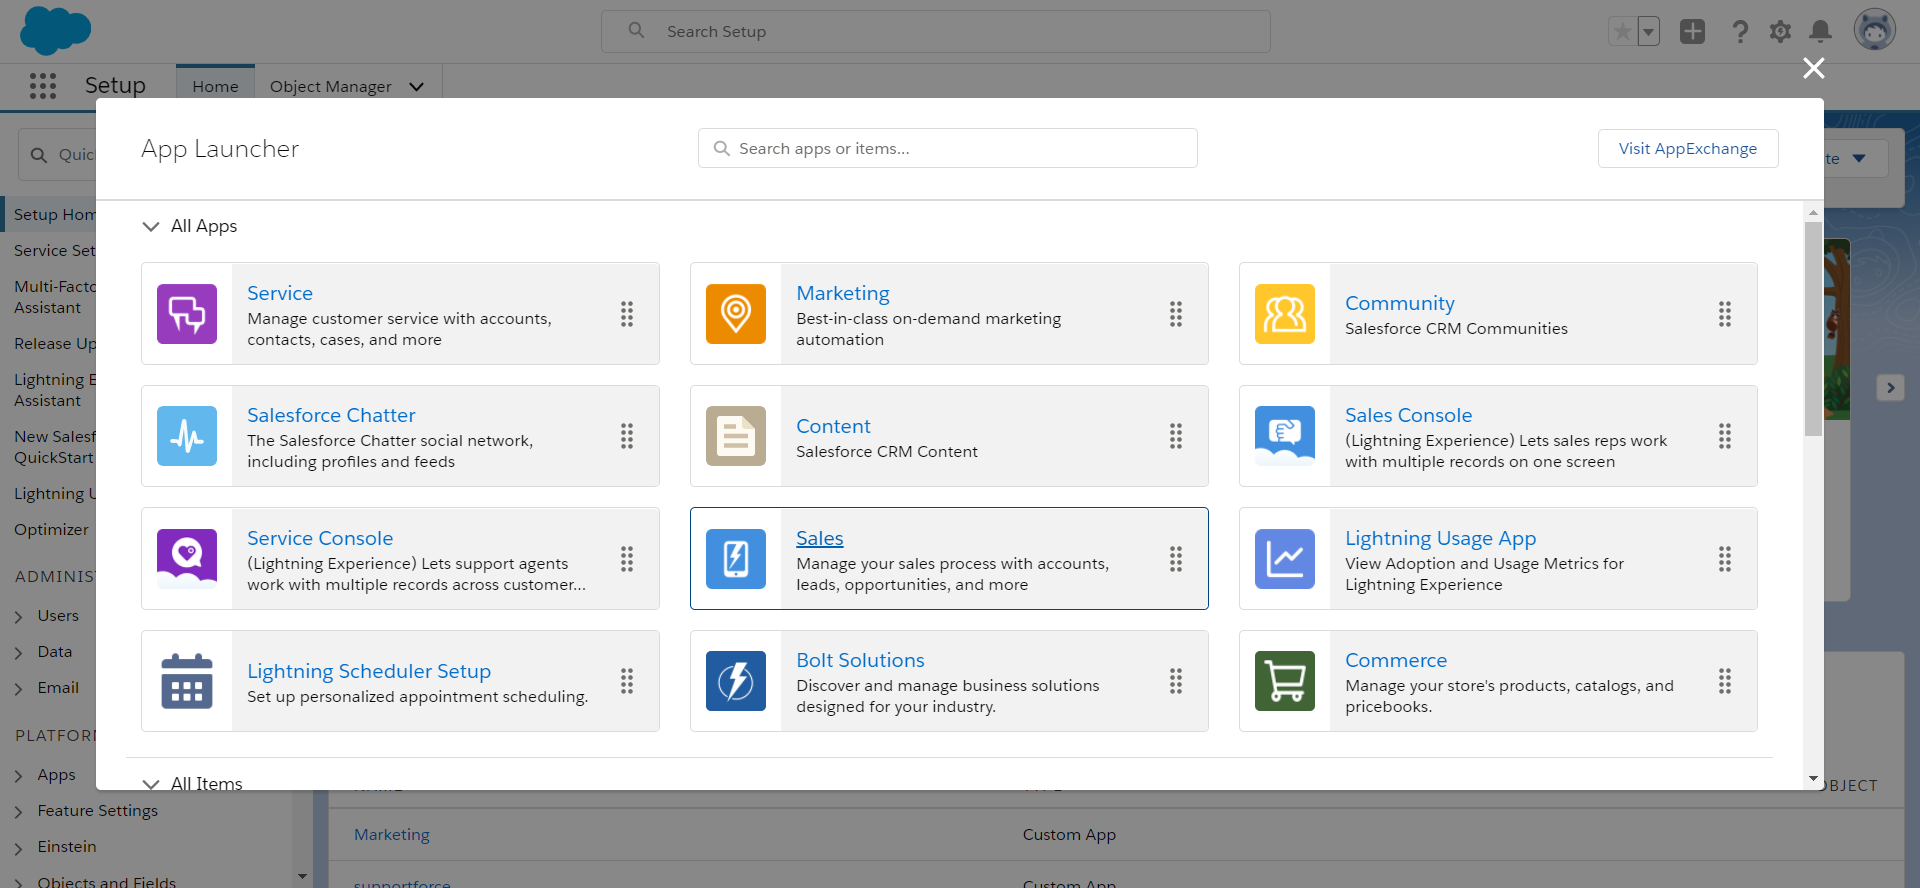 Search Setup
Setup
Home
Object Manager
App Launcher
Search apps or items...
Visit AppExchange
Quic
te
Setup Hom
Service Set
Multi-Facto
Assistant
Release Up
Lightning E
Assistant
New Salesf
QuickStart
Lightning U
Optimizer
ADMINIS
Users
Data
Email
PLATFORM
Apps
Feature Settings
Einstein
Objects and Fields
All Apps
Service
Manage customer service with accounts,
contacts, cases, and more
Marketing
Best-in-class on-demand marketing
automation
Community
Salesforce CRM Communities
Salesforce Chatter
The Salesforce Chatter social network,
including profiles and feeds
Content
Salesforce CRM Content
Sales Console
(Lightning Experience) Lets sales reps work
with multiple records on one screen
Service Console
(Lightning Experience) Lets support agents
work with multiple records across customer...
Sales
Manage your sales process with accounts,
leads, opportunities, and more
Lightning Usage App
View Adoption and Usage Metrics for
Lightning Experience
Lightning Scheduler Setup
Set up personalized appointment scheduling.
Bolt Solutions
Discover and manage business solutions
designed for your industry.
Commerce
Manage your store's products, catalogs, and
pricebooks.
All Items
OBJECT
Marketing
Custom App
supportforce
Custom App